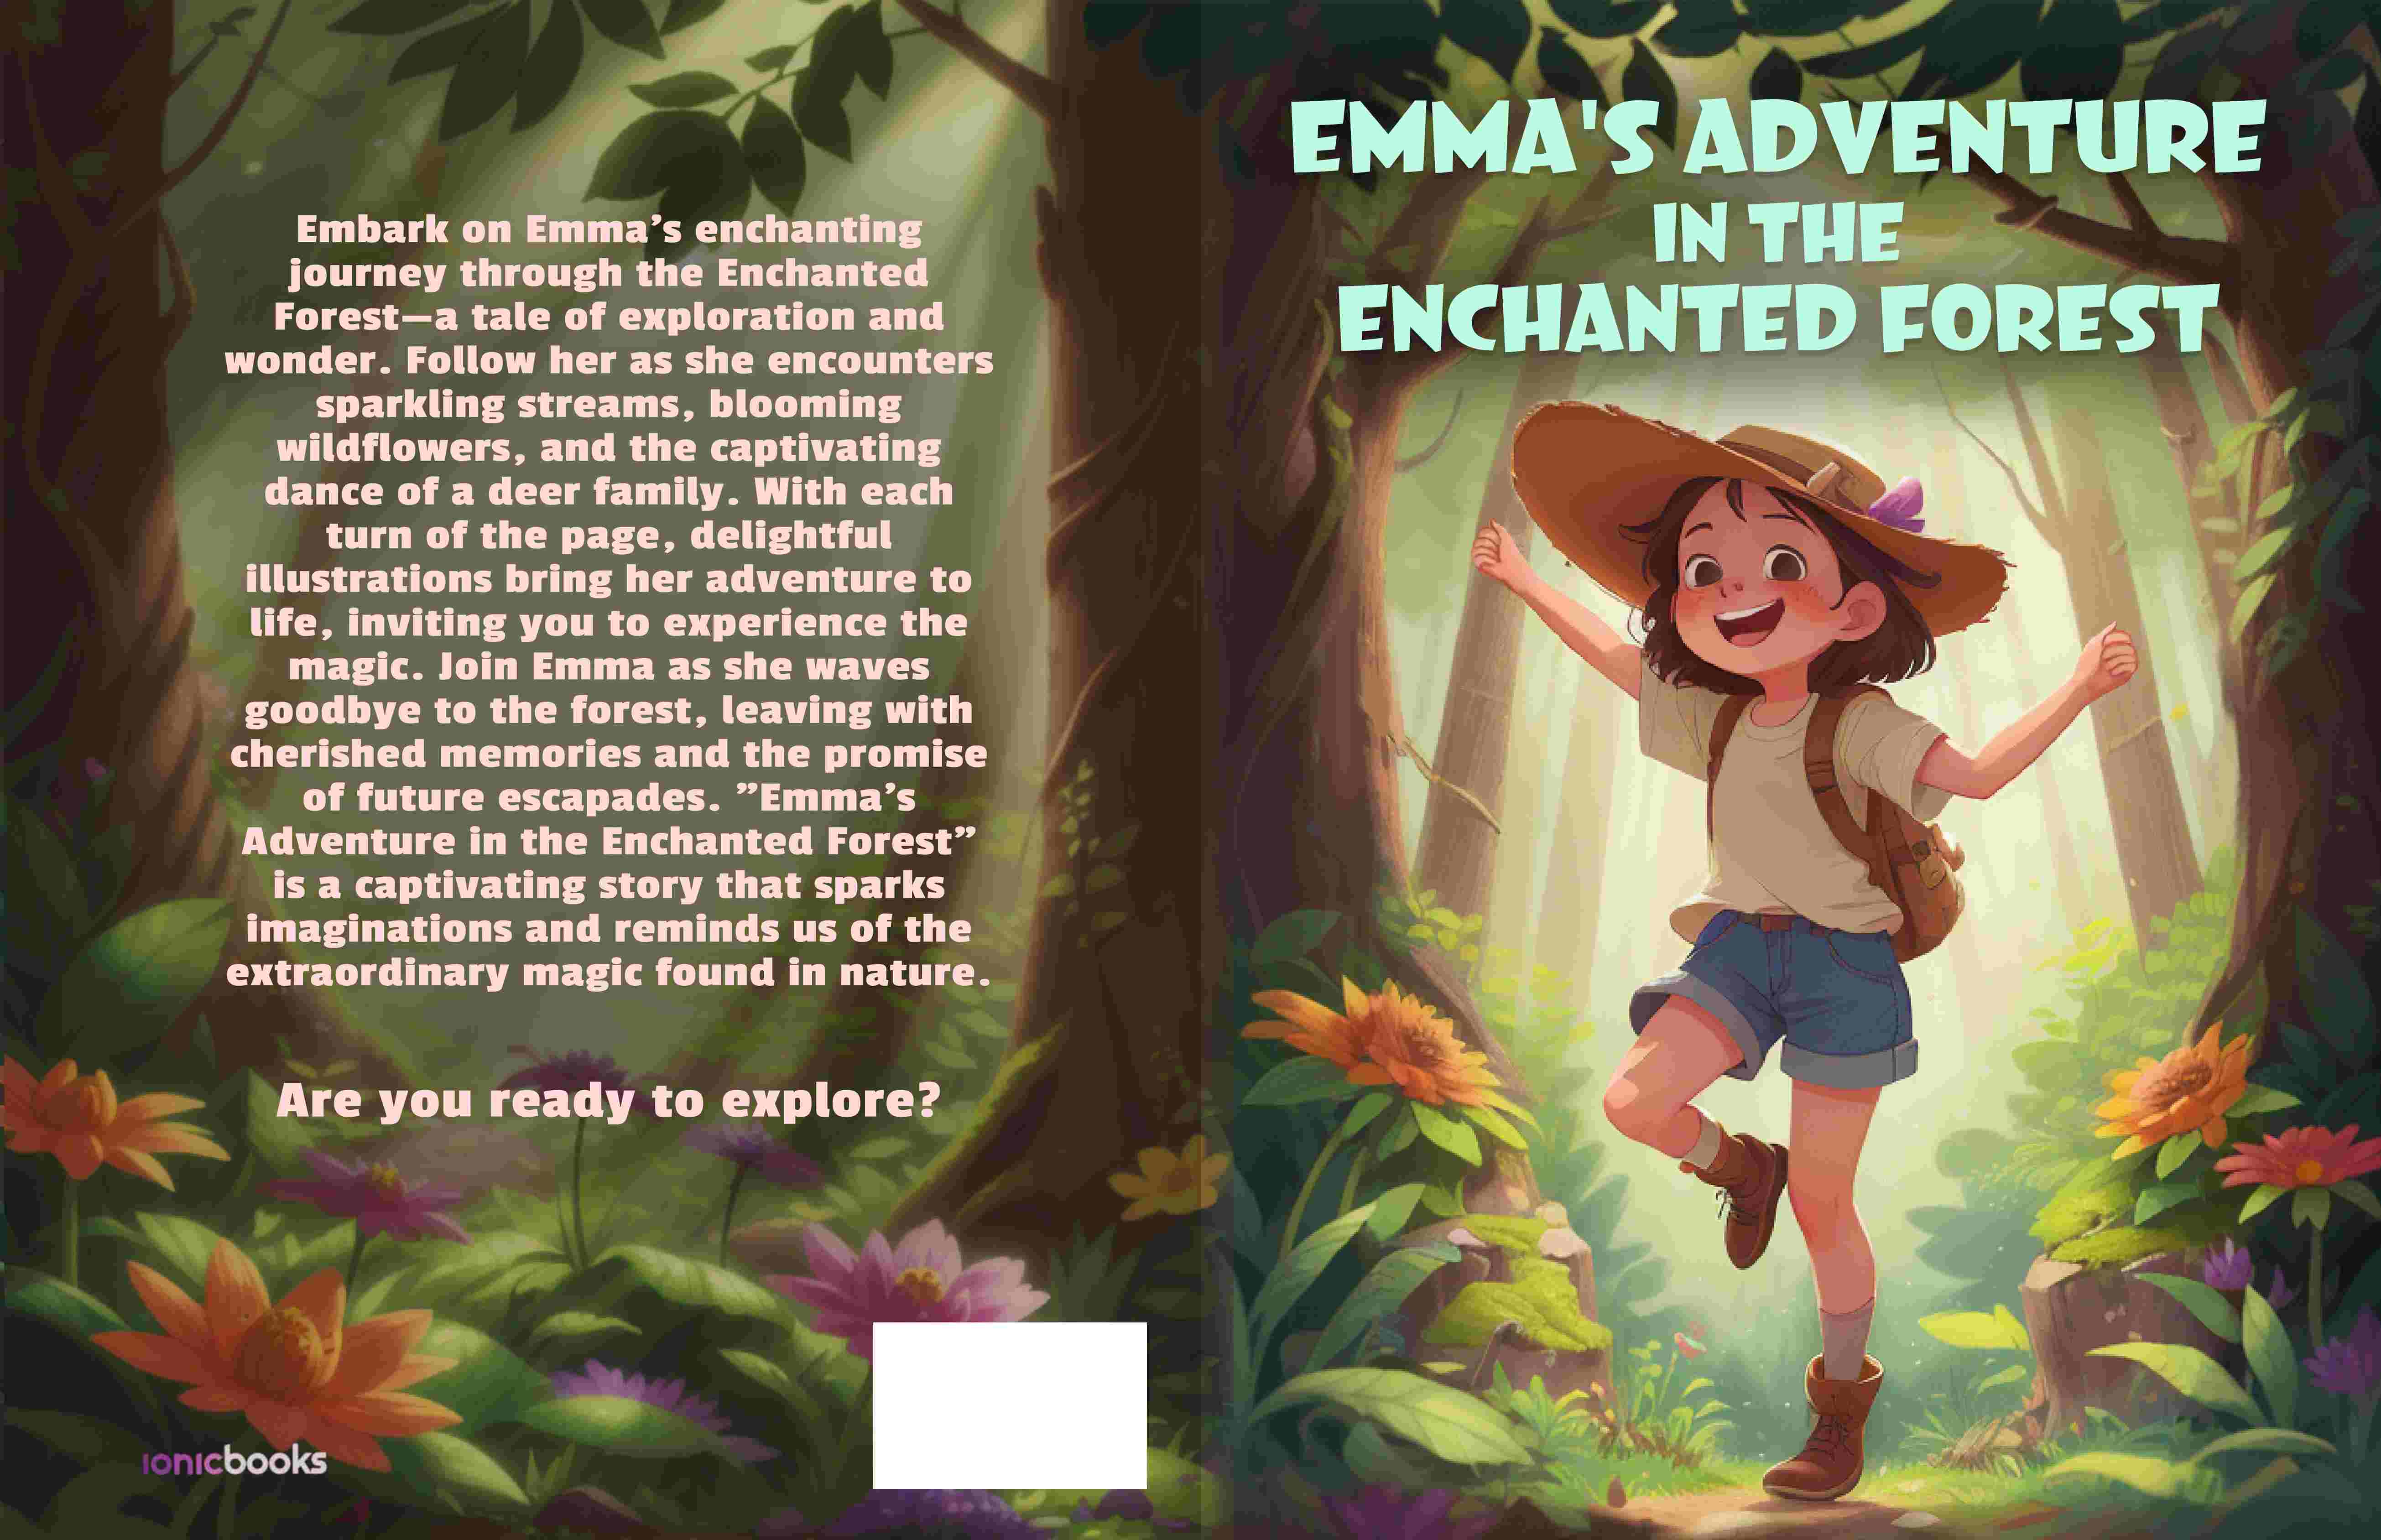 Embark on Emma’s enchanting
journey through the Enchanted
Forest—a tale of exploration and
wonder. Follow her as she encounters
sparkling streams, blooming
wildflowers, and the captivating
dance of a deer family. With each
turn of the page, delightful
illustrations bring her adventure to
life, inviting you to experience the
magic. Join Emma as she waves
goodbye to the forest, leaving with
cherished memories and the promise
of future escapades. ”Emma’s
Adventure in the Enchanted Forest”
is a captivating story that sparks
imaginations and reminds us of the
extraordinary magic found in nature.
Are you ready to explore?
ionicbooks
EMMA'S ADVENTURE
IN THE
ENCHANTED FOREST